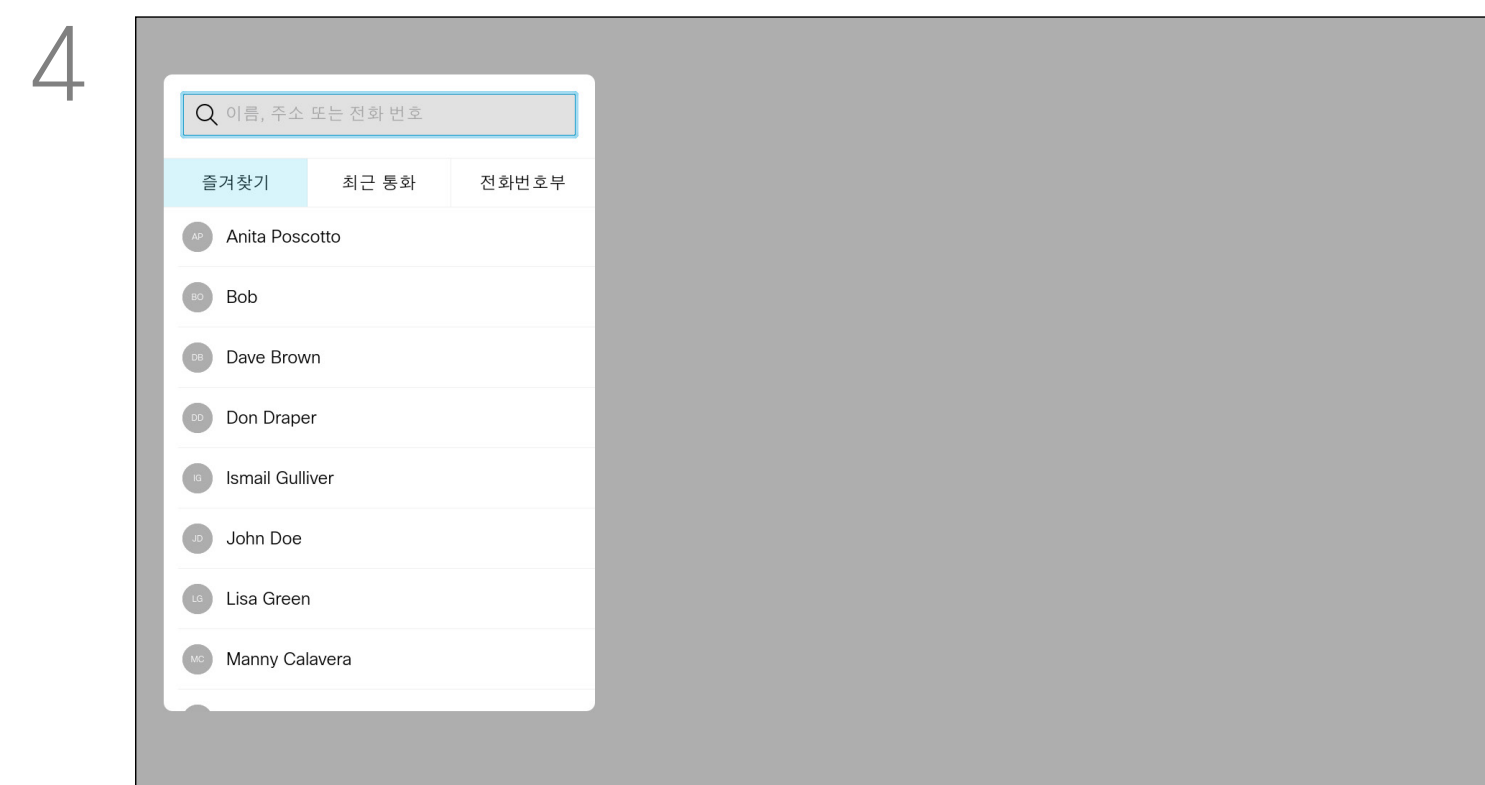 4
이름, 주소 또는 전화 번호
즐겨찾기 최근 통화 전화번호부
AP Anita Poscotto
BO Bob
DB Dave Brown
DD Don Draper
IG Ismail Gulliver
JD John Doe
LG Lisa Green
MC Manny Calavera